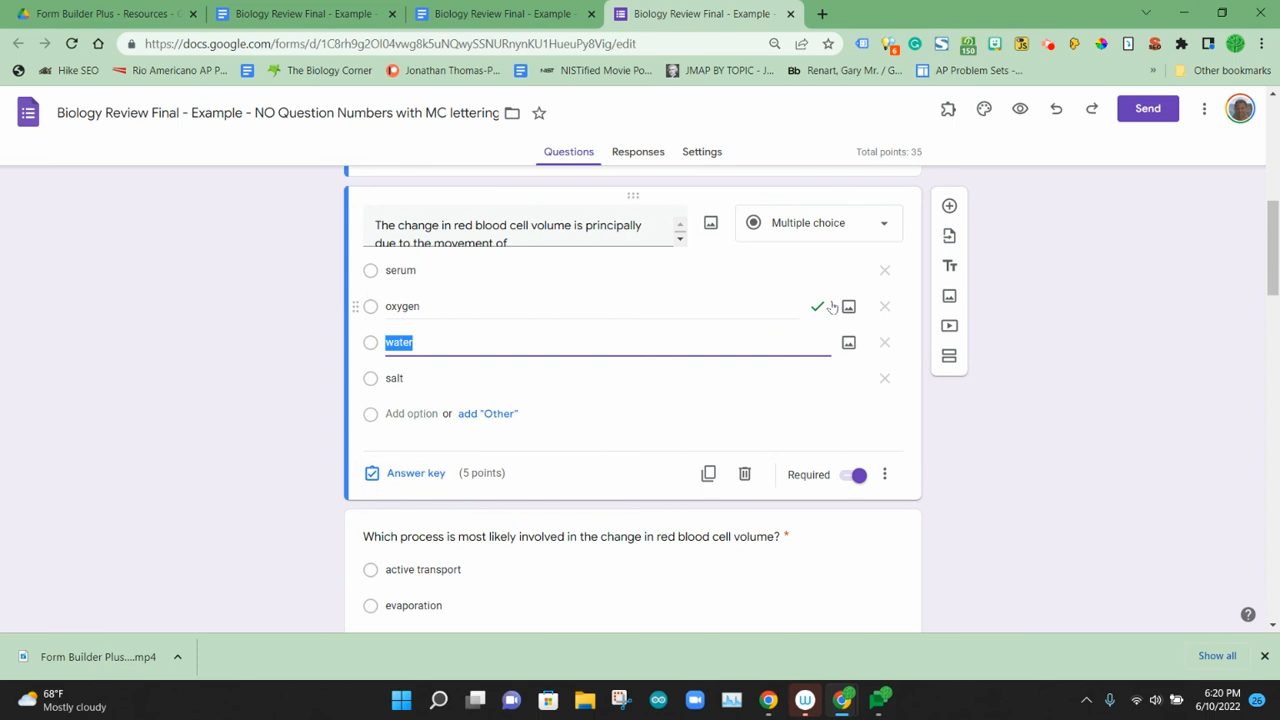 Form Builder Plus - Resources - C
Biology Review Final - Example -
Biology Review Final - Example -
Biology Review Final - Example -
https://docs.google.com/forms/d/1C8rh9g2OI04vwg8k5uNQwySSNURnynKU1HueuPy8Vig/edit
6
150
Hike SEO
Rio Americano AP P...
The Biology Corner
Jonathan Thomas-P...
NISTified Movie Po...
JMAP BY TOPIC - J...
Bb Renart, Gary Mr. / G...
AP Problem Sets -...
»
Other bookmarks
Biology Review Final - Example - NO Question Numbers with MC lettering
Send
Questions
Responses
Settings
Total points: 35
The change in red blood cell volume is principally
due to the movement of
Multiple choice
serum
oxygen
water
salt
Add option or add "Other"
Answer key (5 points)
Required
Which process is most likely involved in the change in red blood cell volume? *
active transport
evaporation
Form Builder Plus....mp4
Show all
68°F
Mostly cloudy
6:20 PM
6/10/2022
26